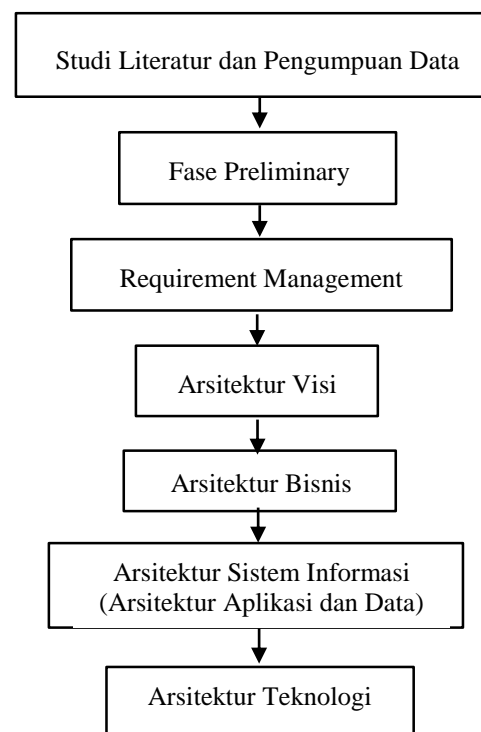 Studi Literatur dan Pengumpuan Data
Fase Preliminary
Requirement Management
Arsitektur Visi
Arsitektur Bisnis
Arsitektur Sistem Informasi
(Arsitektur Aplikasi dan Data)
Arsitektur Teknologi